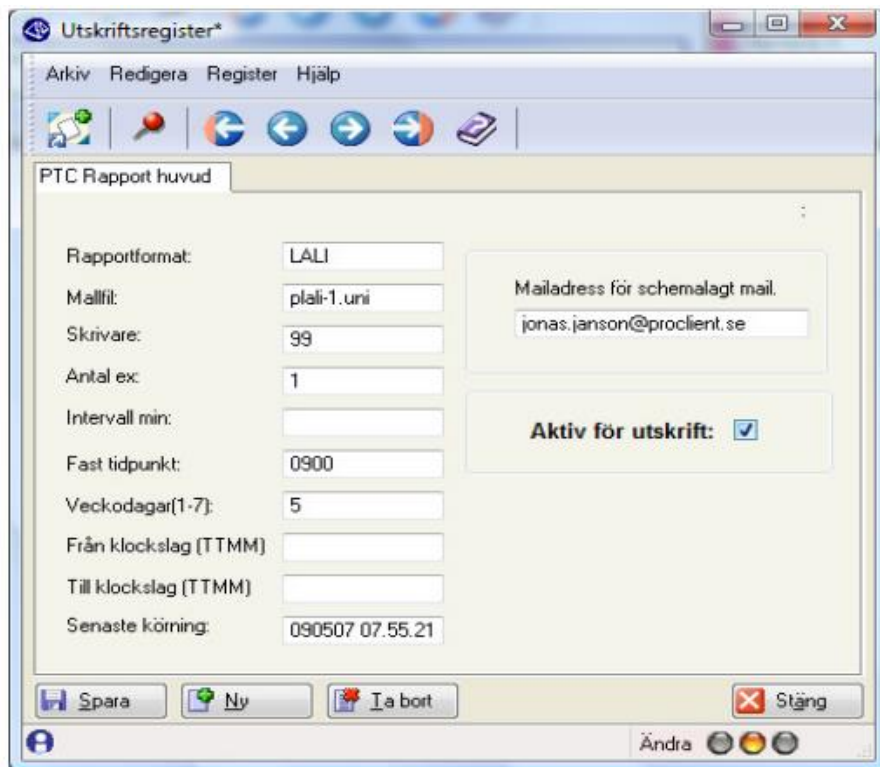 Utskriftsregister*
Arkiv Redigera Register Hjälp
PTC Rapport huvud
:
Rapportformat: LALI
Mallfil: plali-1.uni
Skrivare: 99
Antal ex: 1
Intervall min:
Fast tidpunkt: 0900
Veckodagar(1-7): 5
Från klockslag (TTMM)
Till klockslag (TTMM)
Senaste körning: 090507 07.55.21
Mailadress för schemalagt mail.
jonas.janson@proclient.se
Aktiv för utskrift:
Spara Ny Ta bort Stäng
Ändra